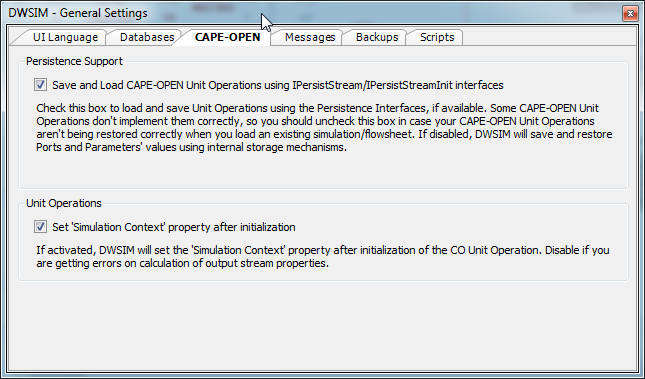 DWSIM - General Settings
UI Language Databases CAPE-OPEN Messages Backups Scripts
Persistence Support
Save and Load CAPE-OPEN Unit Operations using IPersistStream/IPersistStreamInit interfaces
Check this box to load and save Unit Operations using the Persistence Interfaces, if available. Some CAPE-OPEN Unit
Operations don't implement them correctly, so you should uncheck this box in case your CAPE-OPEN Unit Operations
aren't being restored correctly when you load an existing simulation/flowsheet. If disabled, DWSIM will save and restore
Ports and Parameters' values using internal storage mechanisms.
Unit Operations
Set 'Simulation Context' property after initialization
If activated, DWSIM will set the 'Simulation Context' property after initialization of the CO Unit Operation. Disable if you
are getting errors on calculation of output stream properties.